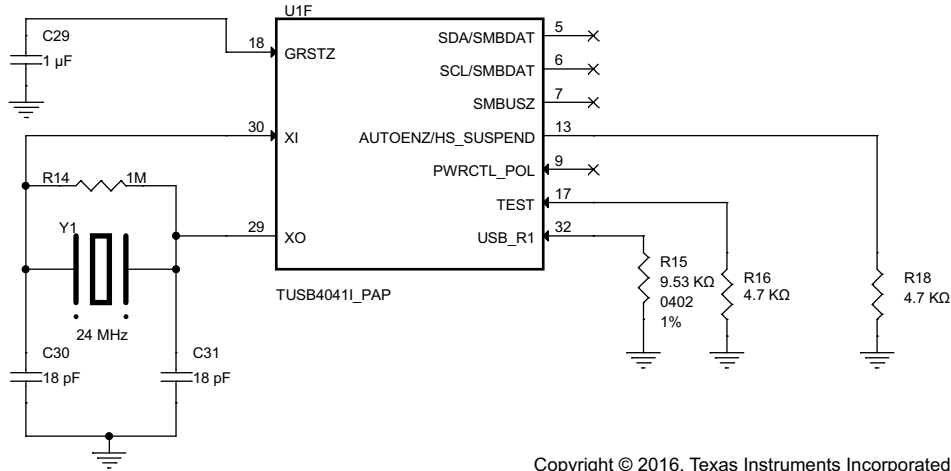 U1F
C29
1 µF
18
GRSTZ
SDA/SMBDAT
5
SCL/SMBDAT
6
SMBUSZ
7
30
XI
AUTOENZ/HS_SUSPEND
13
PWRCTL_POL
9
R14
1M
TEST
17
Y1
29
XO
USB_R1
32
R15
9.53 KΩ
0402
1%
R16
4.7 KΩ
R18
4.7 KΩ
TUSB4041I_PAP
24 MHz
C30
18 pF
C31
18 pF
Copyright © 2016, Texas Instruments Incorporated